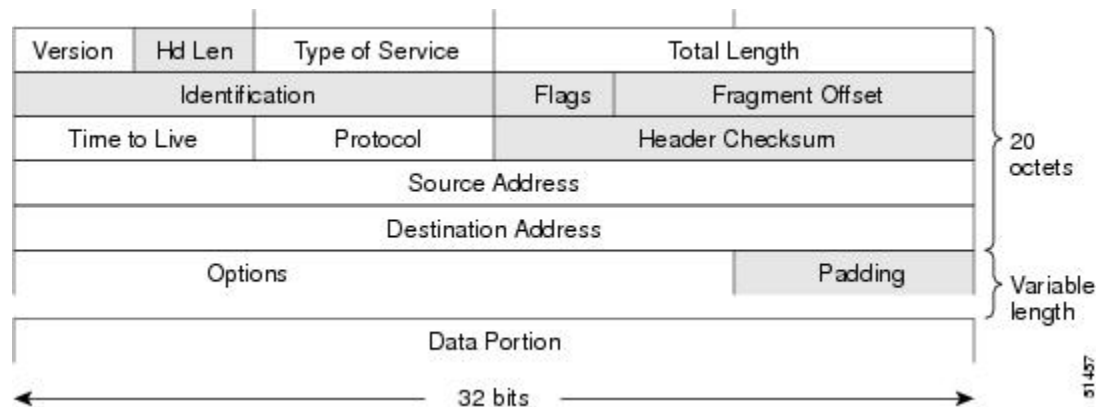 Version Hd Len Type of Service Total Length
Identification Flags Fragment Offset
Time to Live Protocol Header Checksum
20
octets
Source Address
Destination Address
Options Padding
Variable
length
Data Portion
32 bits
51457